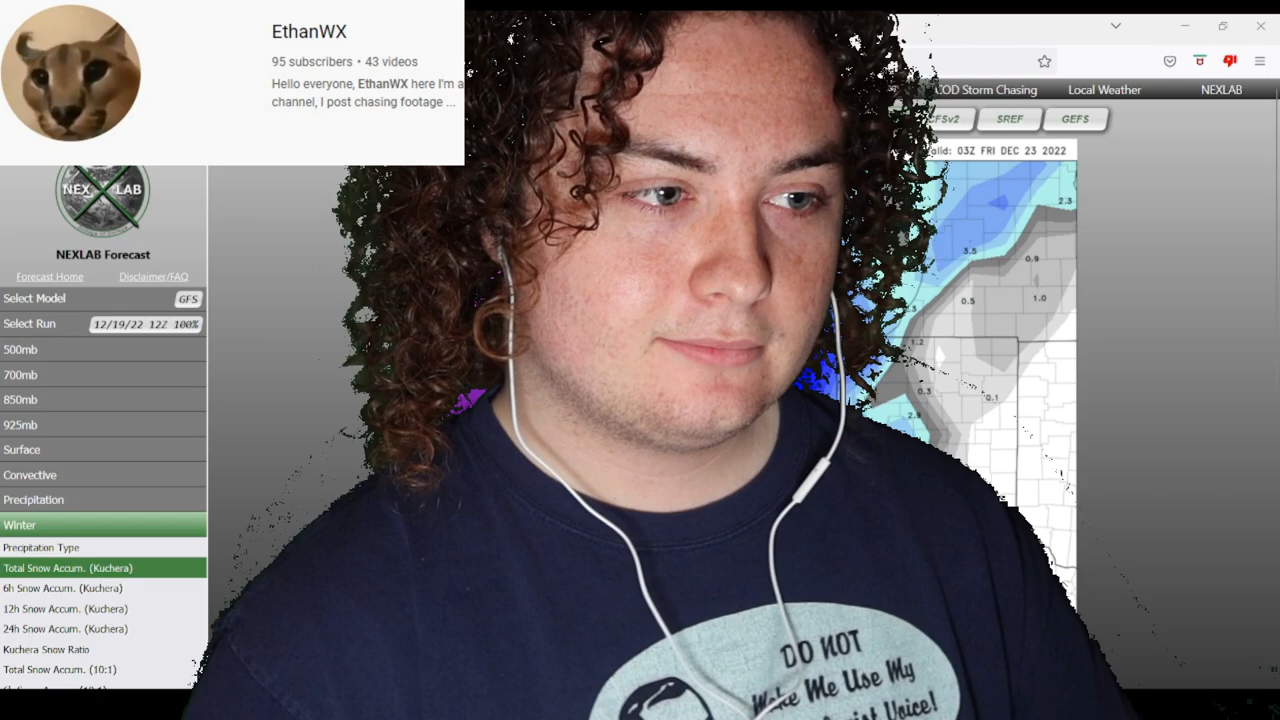 EthanWX
95 subscribers • 43 videos
Hello everyone, EthanWX here I'm a
channel, I post chasing footage ...
COD Storm Chasing
Local Weather
NEXLAB
CFSv2
SREF
GEFS
alid: 03Z FRI DEC 23 2022
NEX LAB
NEXLAB Forecast
Forecast Home
Disclaimer/FAQ
Select Model
GFS
Select Run
12/19/22 12Z 100%
500mb
700mb
850mb
925mb
Surface
Convective
Precipitation
Winter
Precipitation Type
Total Snow Accum. (Kuchera)
6h Snow Accum. (Kuchera)
12h Snow Accum. (Kuchera)
24h Snow Accum. (Kuchera)
Kuchera Snow Ratio
Total Snow Accum. (10:1)
2.3
3.5
0.9
0.5
1.0
1.2
0.3
0.1
DO NOT
Make Me Use My
Voice!